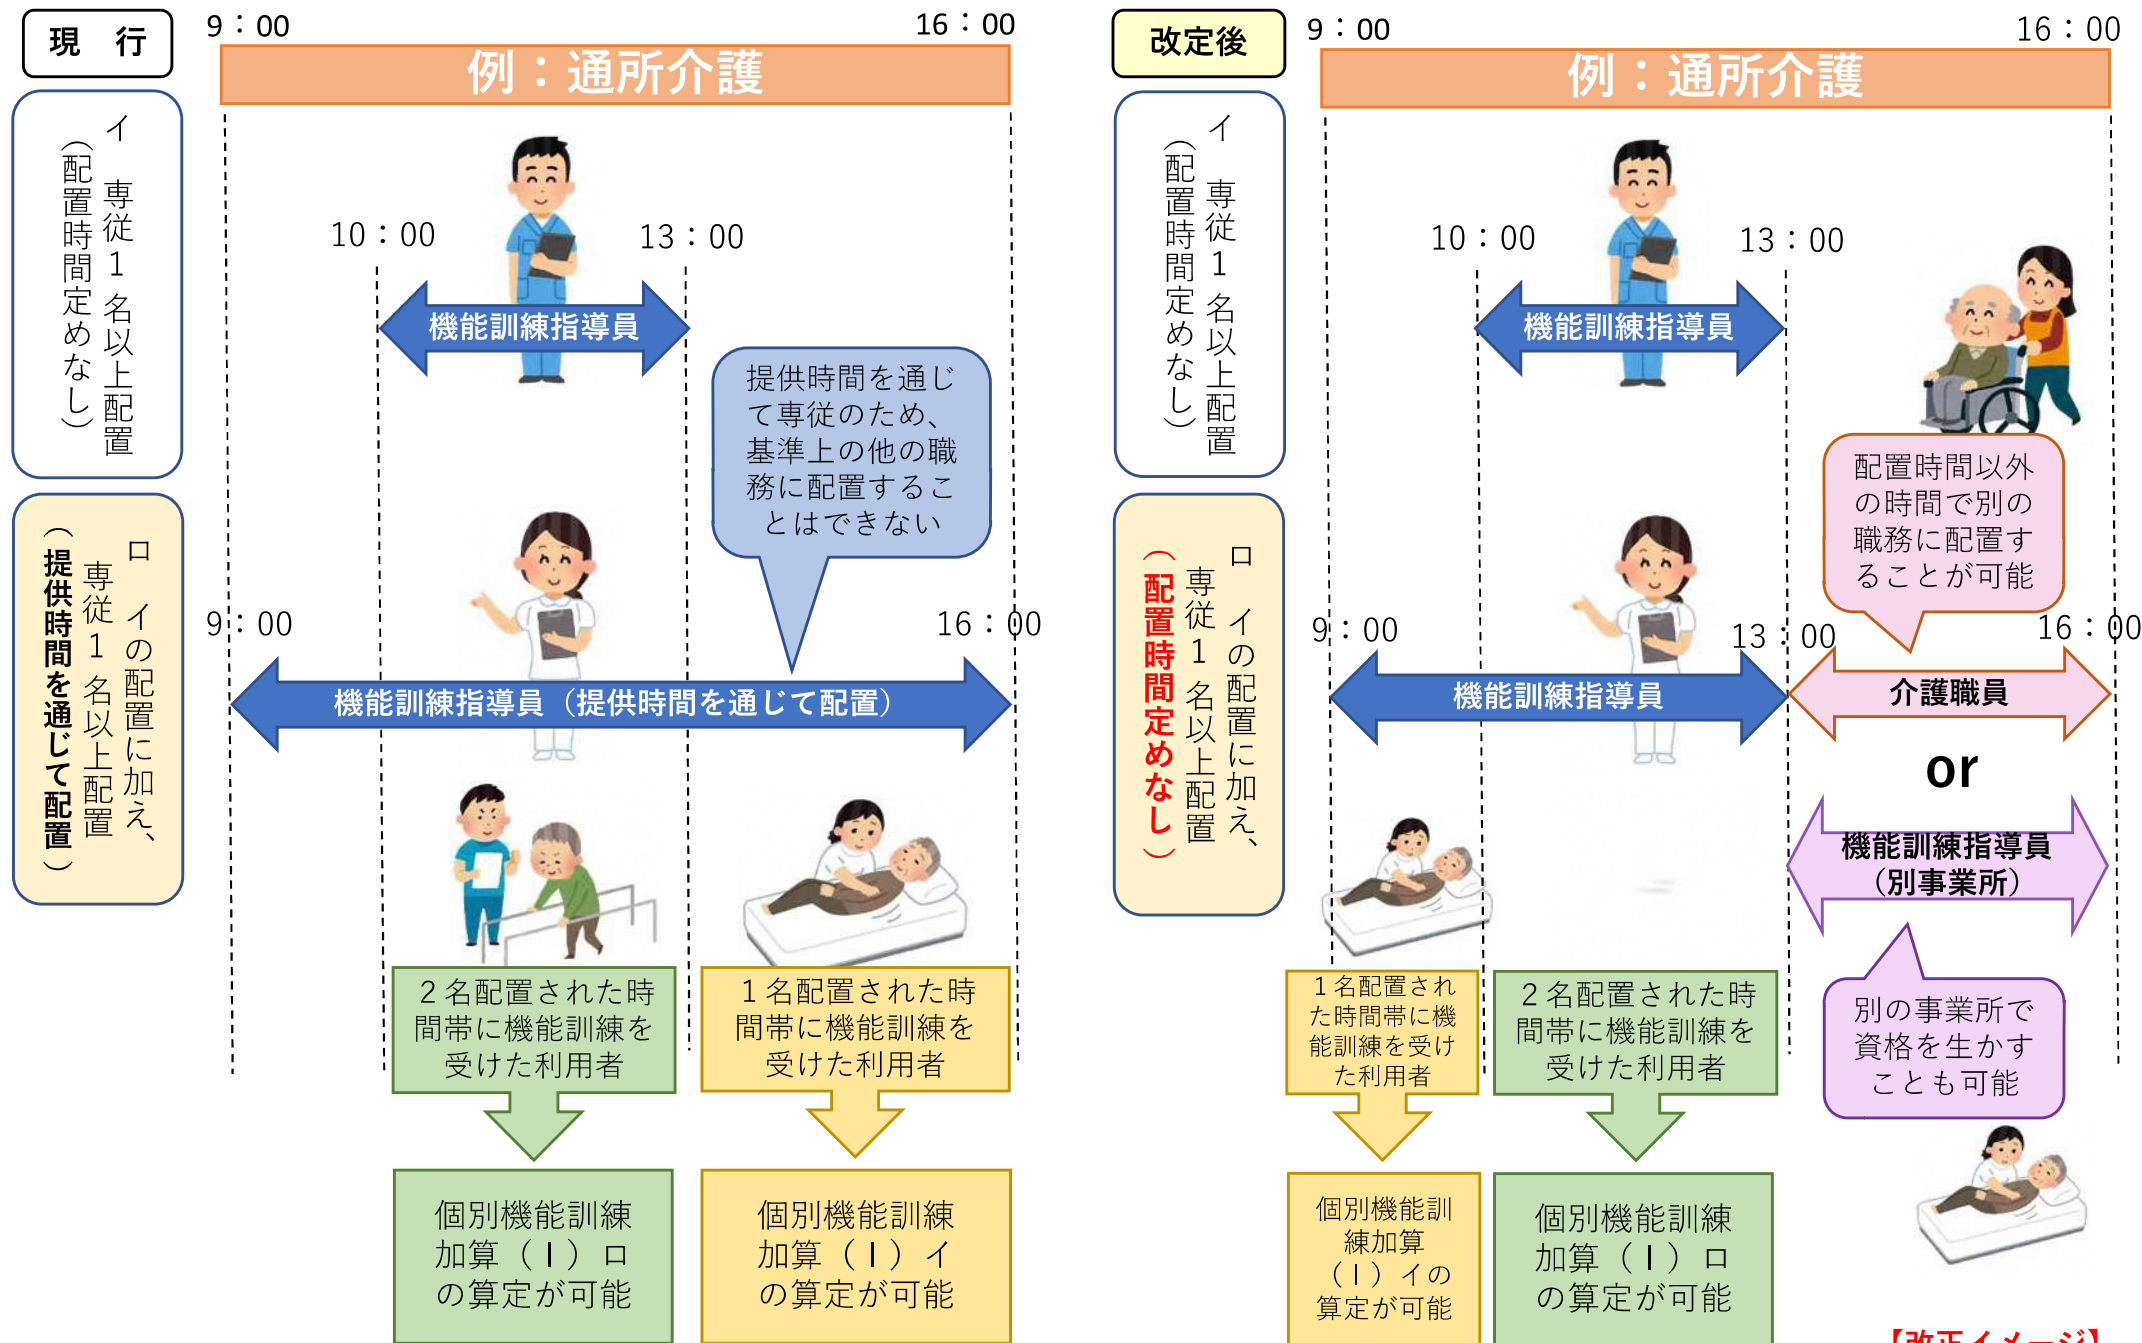 現　行
9：00
16：00
例：通所介護
イ　専従１名以上配置
（配置時間定めなし）
10：00
13：00
機能訓練指導員
提供時間を通じ
て専従のため、
基準上の他の職
務に配置するこ
とはできない
ロ　イの配置に加え、
専従１名以上配置
（提供時間を通じて配置）
9：00
16：00
機能訓練指導員（提供時間を通じて配置）
２名配置された時
間帯に機能訓練を
受けた利用者
１名配置された時
間帯に機能訓練を
受けた利用者
個別機能訓練
加算（Ⅰ）ロ
の算定が可能
個別機能訓練
加算（Ⅰ）イ
の算定が可能
改定後
9：00
16：00
例：通所介護
イ　専従１名以上配置
（配置時間定めなし）
10：00
13：00
機能訓練指導員
配置時間以外
の時間で別の
職務に配置す
ることが可能
ロ　イの配置に加え、
専従１名以上配置
（配置時間定めなし）
9：00
13：00
16：00
機能訓練指導員
介護職員
or
機能訓練指導員
（別事業所）
別の事業所で
資格を生かす
ことも可能
１名配置され
た時間帯に機
能訓練を受け
た利用者
２名配置された時
間帯に機能訓練を
受けた利用者
個別機能訓
練加算
（Ⅰ）イの
算定が可能
個別機能訓練
加算（Ⅰ）ロ
の算定が可能
【改正イメージ】